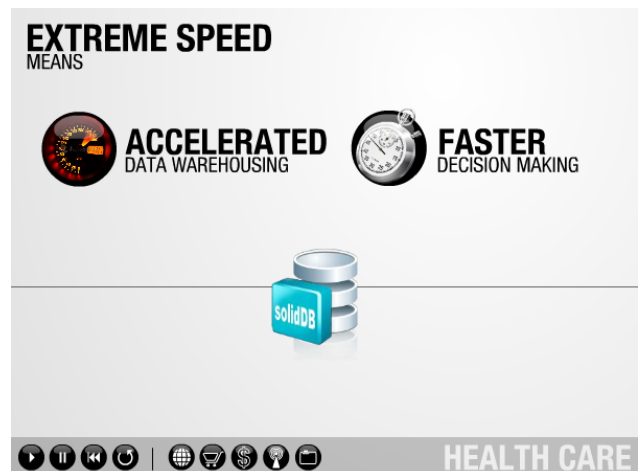 EXTREME SPEED
MEANS
ACCELERATED
DATA WAREHOUSING
FASTER
DECISION MAKING
solidDB
HEALTH CARE